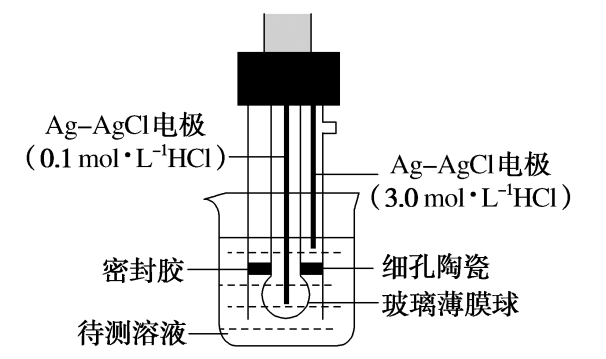 Ag–AgCl电极
（0.1 mol·L⁻¹HCl）
Ag–AgCl电极
（3.0 mol·L⁻¹HCl）
密封胶
细孔陶瓷
玻璃薄膜球
待测溶液